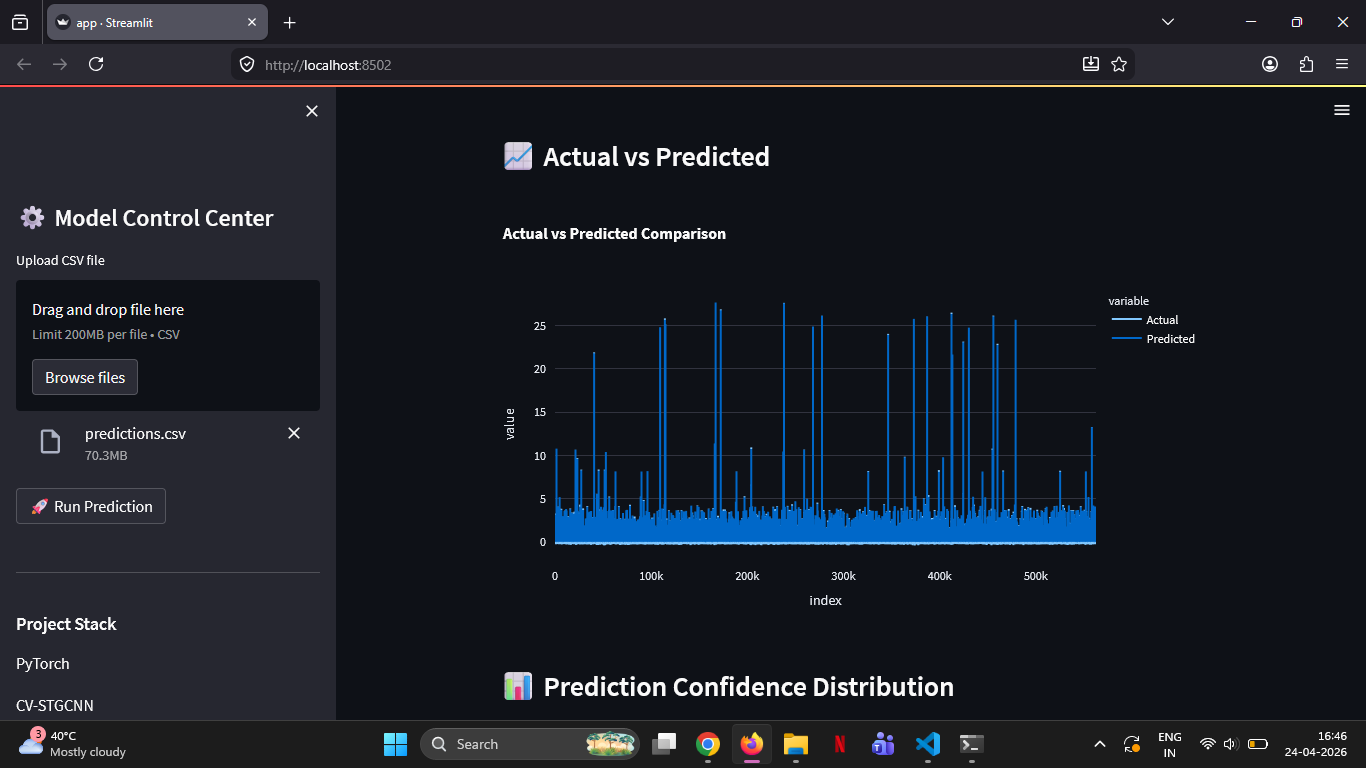 app · Streamlit
http://localhost:8502
Model Control Center
Upload CSV file
Drag and drop file here
Limit 200MB per file • CSV
Browse files
predictions.csv
70.3MB
Run Prediction
Project Stack
PyTorch
CV-STGCNN
Actual vs Predicted
Actual vs Predicted Comparison
variable
Actual
Predicted
25
20
15
10
5
0
value
0 100k 200k 300k 400k 500k
index
Prediction Confidence Distribution
3
40°C
Mostly cloudy
Search
N
T
ENG
IN
16:46
24-04-2026